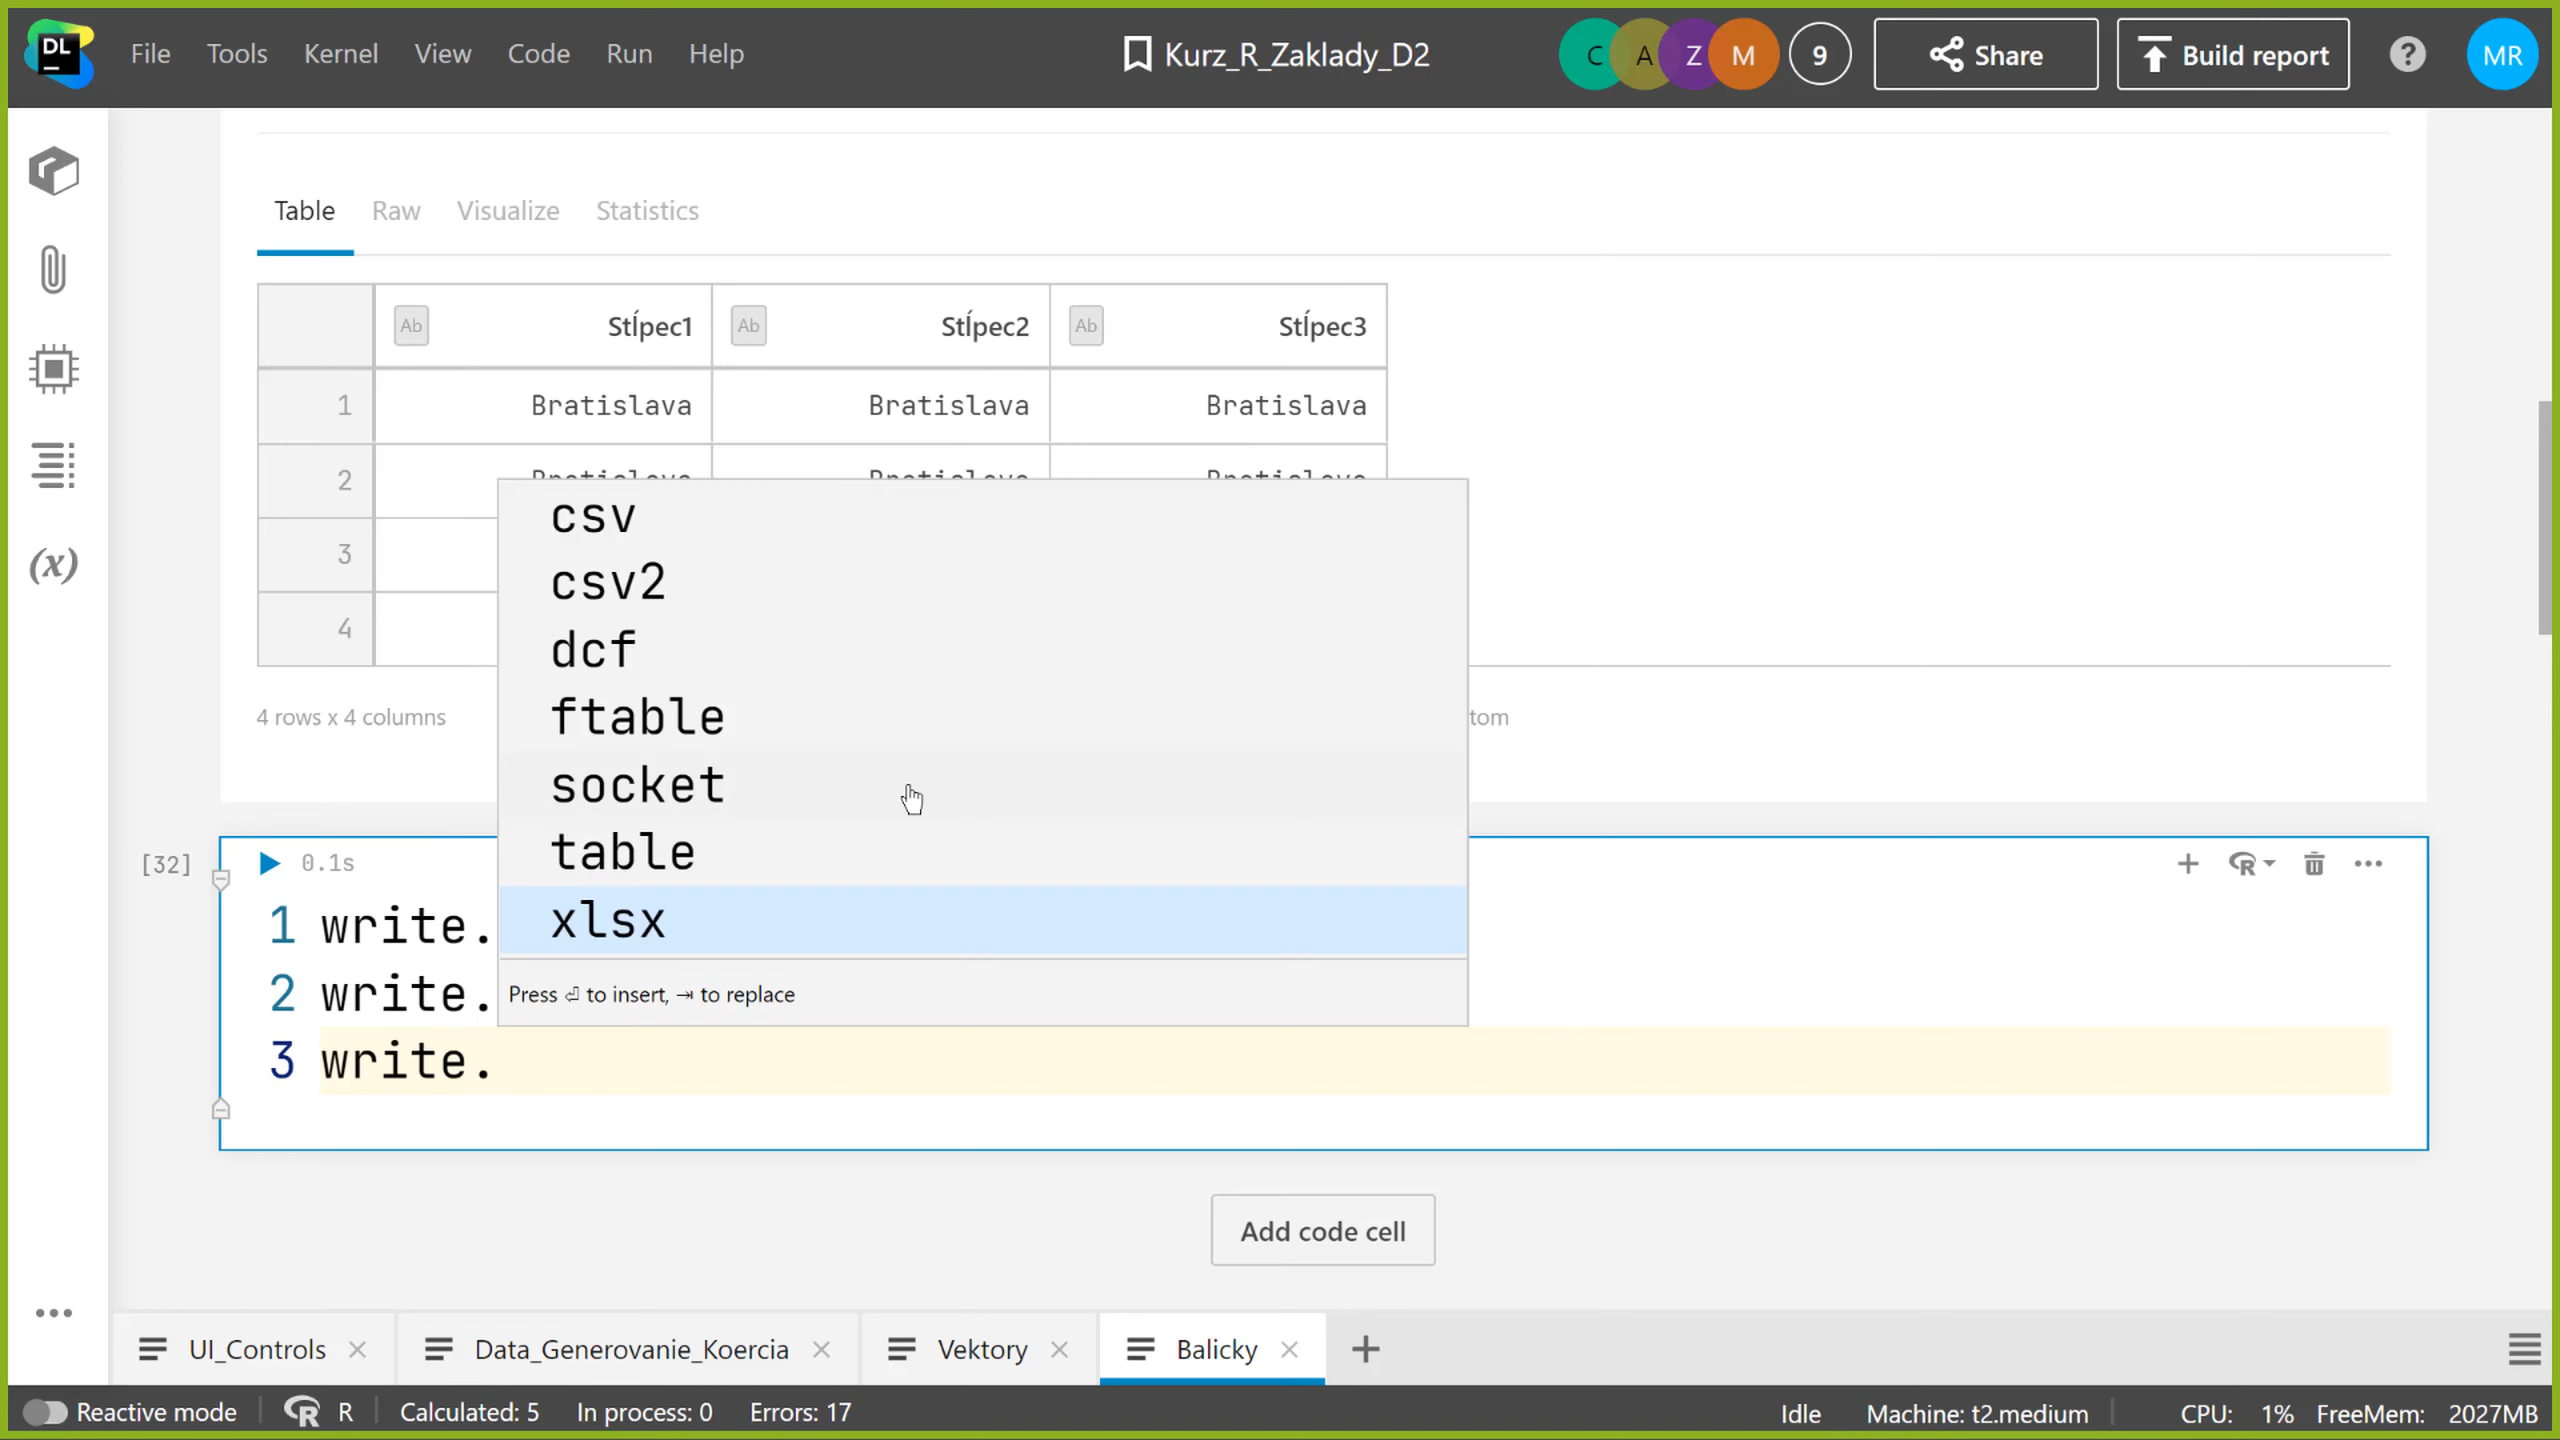 DL File Tools Kernel View Code Run Help Kurz_R_Zaklady_D2 C A Z M 9 Share Build report ? MR
Table Raw Visualize Statistics
Ab Stĺpec1 Ab Stĺpec2 Ab Stĺpec3
1 Bratislava Bratislava Bratislava
2 Bratislava Bratislava Bratislava
3
4
4 rows x 4 columns
tom
csv
csv2
dcf
ftable
socket
table
xlsx
Press ⏎ to insert, ⇥ to replace
[32] 0.1s R
1 write.
2 write.
3 write.
(x)
Add code cell
UI_Controls Data_Generovanie_Koercia Vektory Balicky
Reactive mode R R Calculated: 5 In process: 0 Errors: 17 Idle Machine: t2.medium CPU: 1% FreeMem: 2027MB